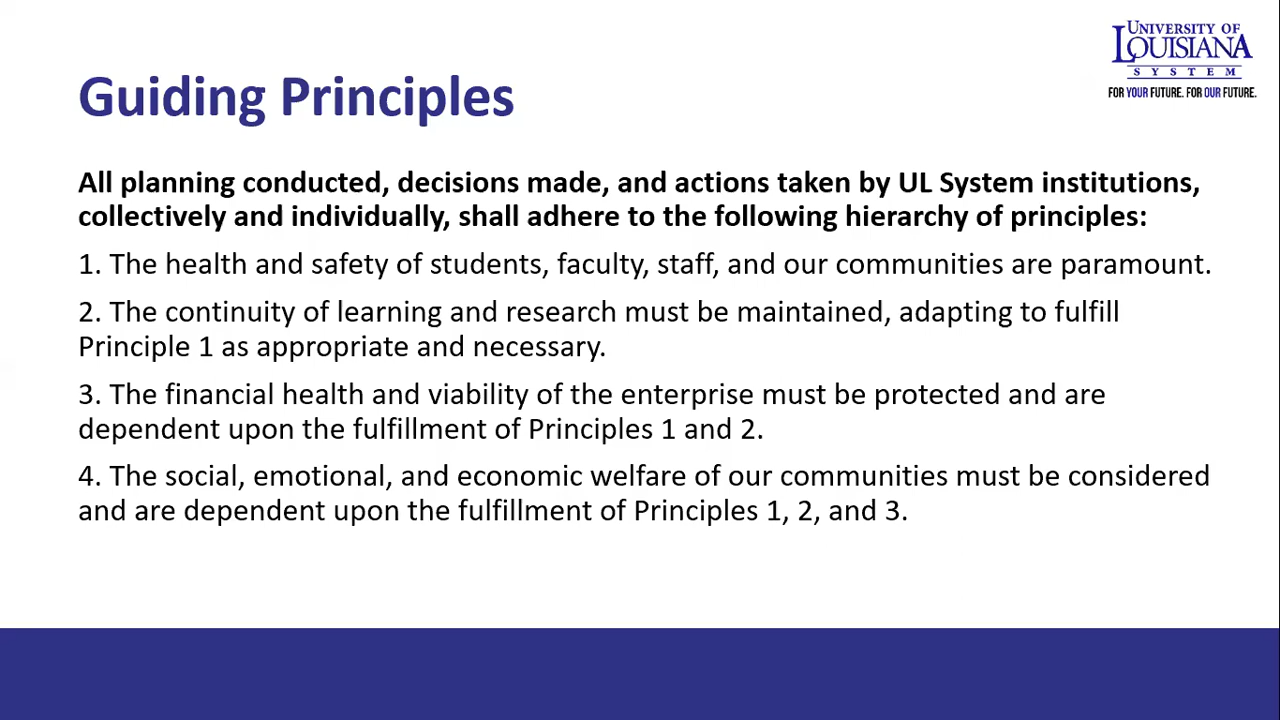 UNIVERSITY OF
LOUISIANA
SYSTEM
FOR YOUR FUTURE. FOR OUR FUTURE.
Guiding Principles
All planning conducted, decisions made, and actions taken by UL System institutions,
collectively and individually, shall adhere to the following hierarchy of principles:
1. The health and safety of students, faculty, staff, and our communities are paramount.
2. The continuity of learning and research must be maintained, adapting to fulfill
Principle 1 as appropriate and necessary.
3. The financial health and viability of the enterprise must be protected and are
dependent upon the fulfillment of Principles 1 and 2.
4. The social, emotional, and economic welfare of our communities must be considered
and are dependent upon the fulfillment of Principles 1, 2, and 3.